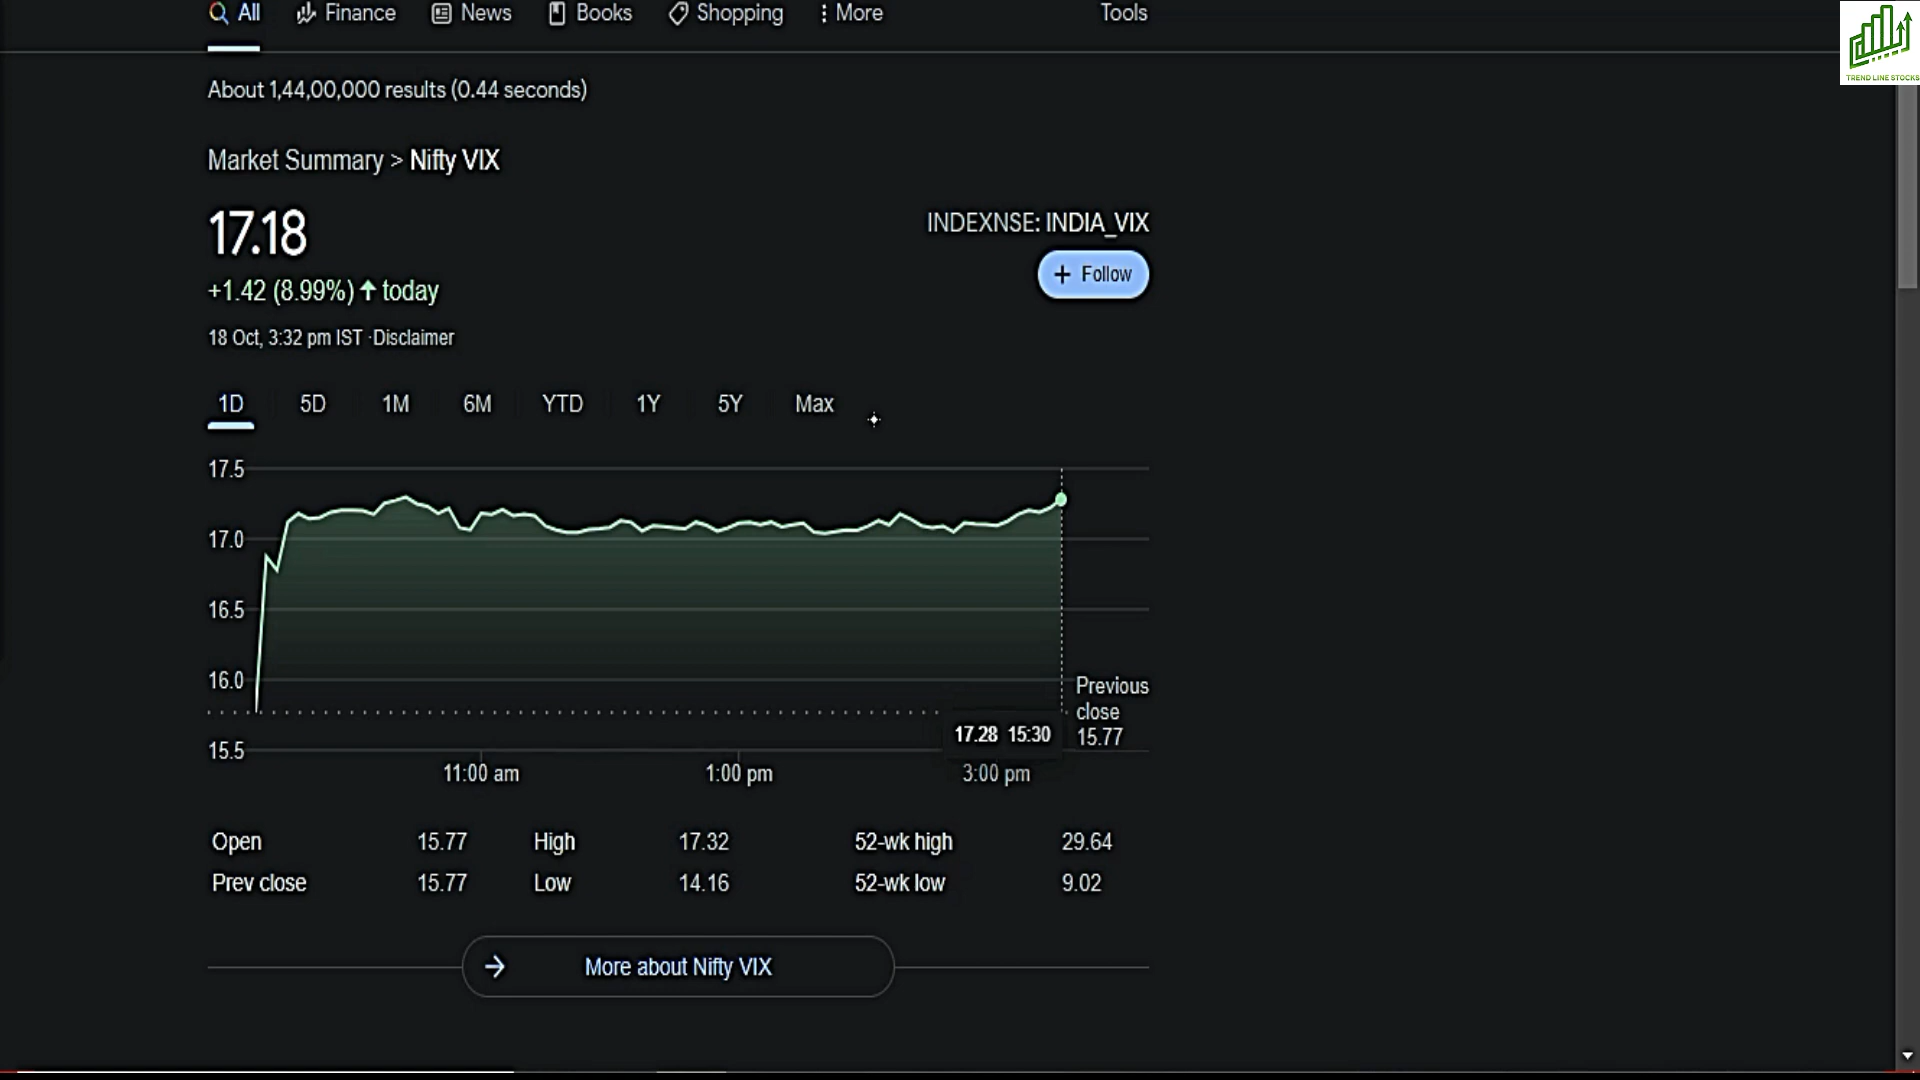 All Finance News Books Shopping More Tools
TREND LINE STOCKS
About 1,44,00,000 results (0.44 seconds)
Market Summary > Nifty VIX
17.18
INDEXNSE: INDIA_VIX
+ Follow
+1.42 (8.99%) ↑ today
18 Oct, 3:32 pm IST · Disclaimer
1D 5D 1M 6M YTD 1Y 5Y Max
17.5
17.0
16.5
16.0
Previous
close
15.77
17.28 15:30
15.5
11:00 am 1:00 pm 3:00 pm
Open 15.77 High 17.32 52-wk high 29.64
Prev close 15.77 Low 14.16 52-wk low 9.02
More about Nifty VIX